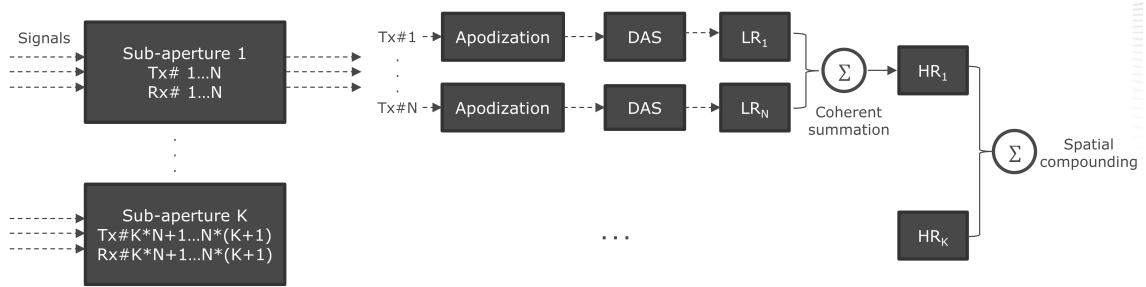 Signals
Sub-aperture 1
Tx# 1...N
Rx# 1...N
.
.
.
Tx#1
.
.
.
Tx#N
Apodization
DAS
LR1
Apodization
DAS
LRN
Σ
Coherent
summation
HR1
Σ
Spatial
compounding
Sub-aperture K
Tx#K*N+1...N*(K+1)
Rx#K*N+1...N*(K+1)
...
HRK